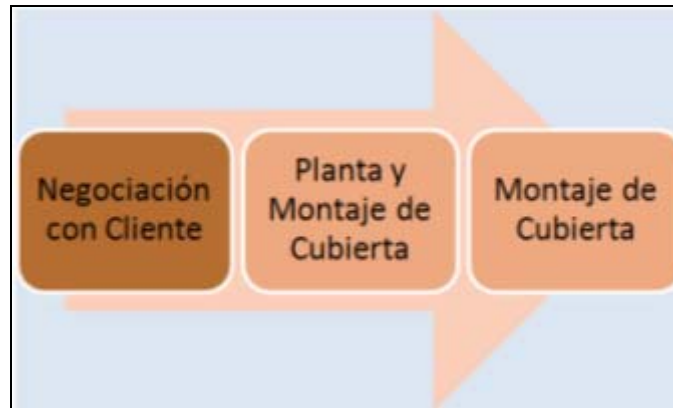 Negociación
con Cliente
Planta y
Montaje de
Cubierta
Montaje de
Cubierta